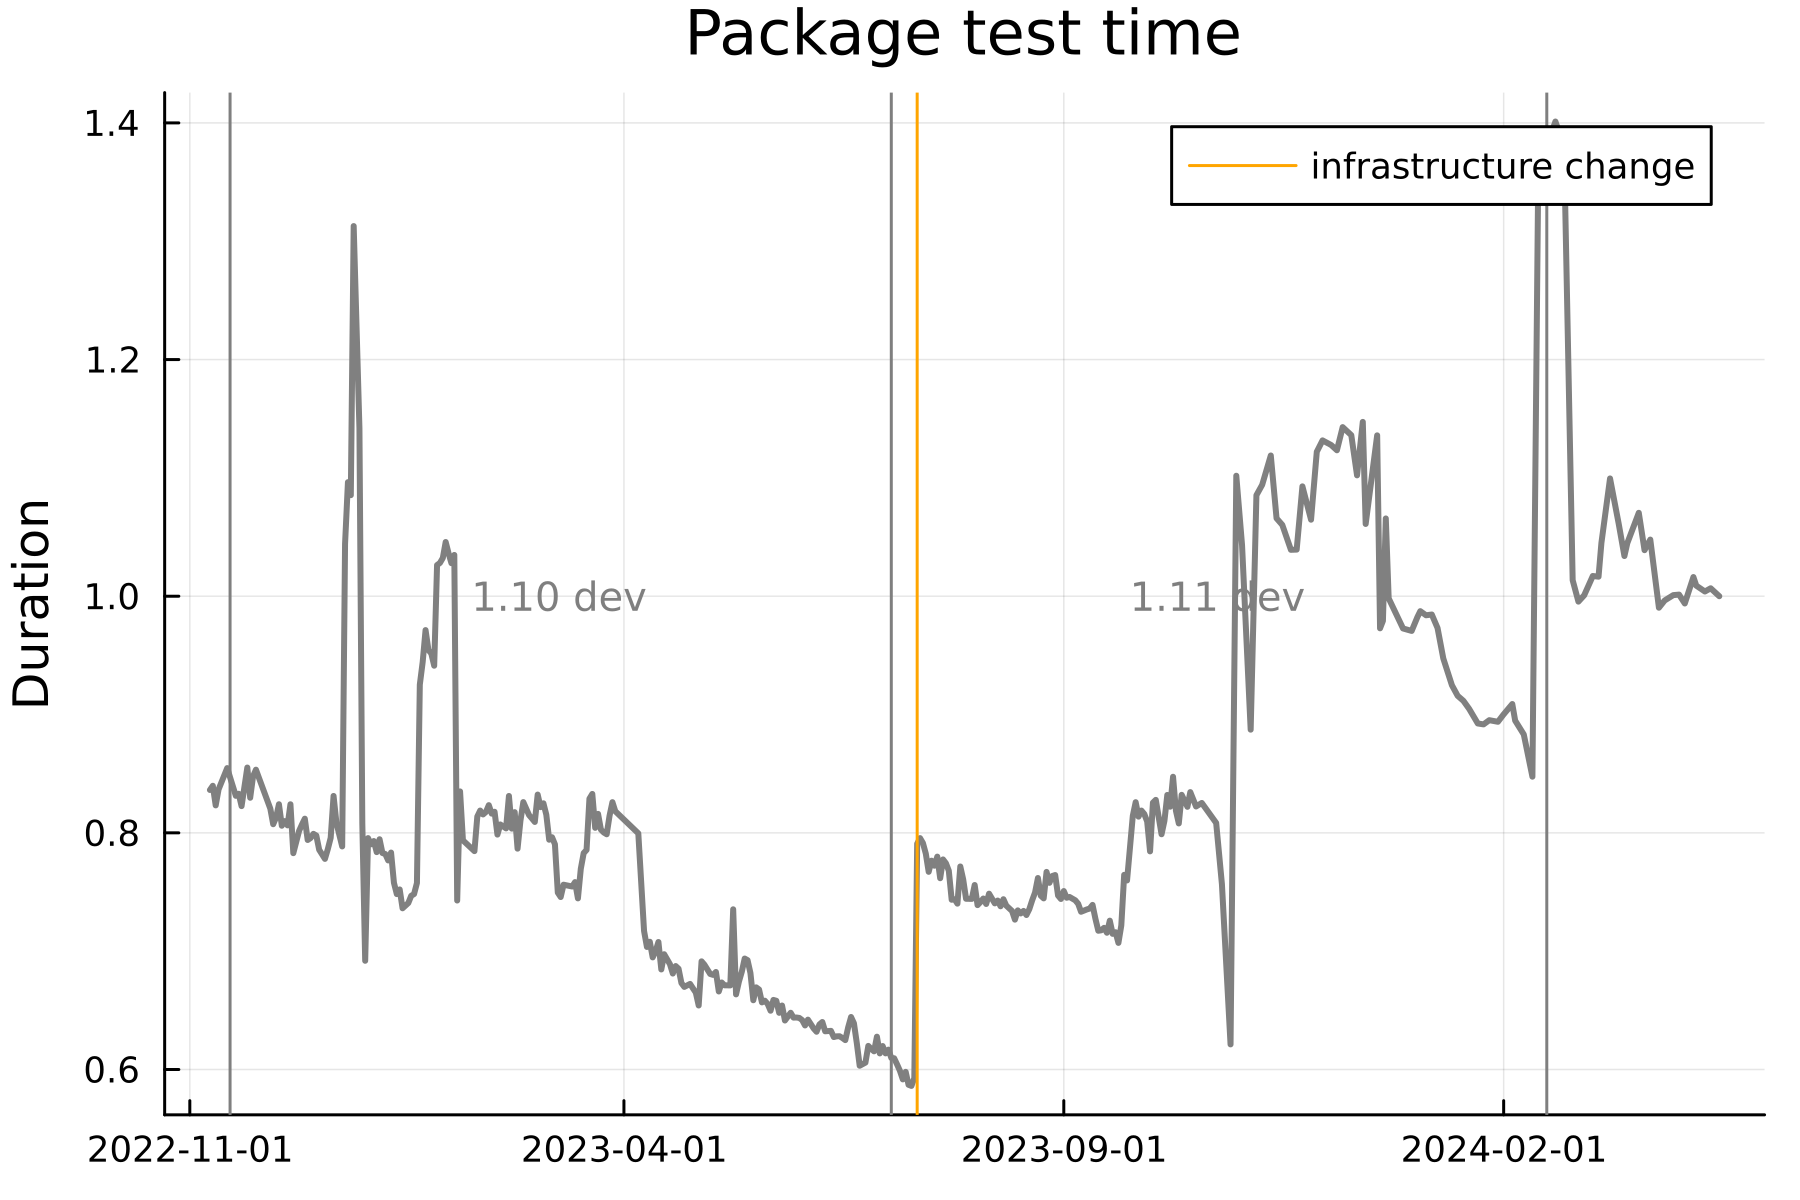 Package test time
Duration
1.4
1.2
1.0
0.8
0.6
infrastructure change
1.10 dev
1.11 dev
2022-11-01
2023-04-01
2023-09-01
2024-02-01